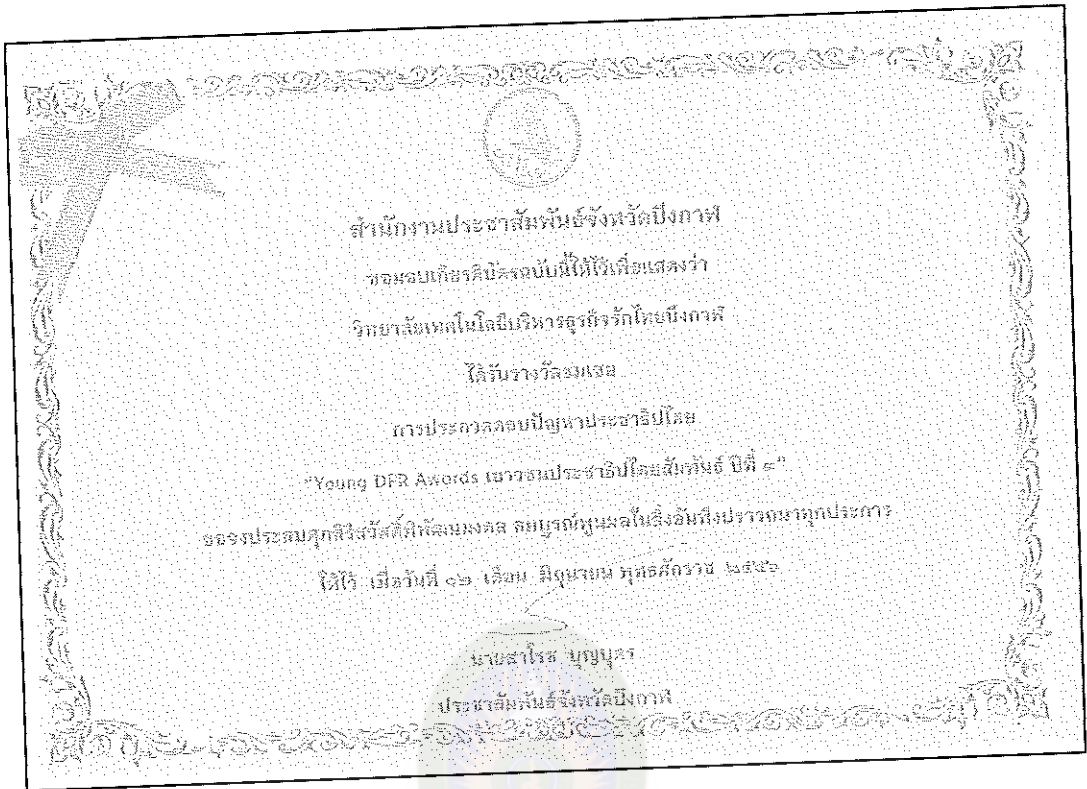 สำนักงานประชาสัมพันธ์จังหวัดบึงกาฬ
ขอมอบเกียรติบัตรฉบับนี้ให้ไว้เพื่อแสดงว่า
วิทยาลัยเทคโนโลยีบริหารธุรกิจรักไทยบึงกาฬ
ได้รับรางวัลชมเชย
การประกวดตอบปัญหาประชาธิปไตย
"Young DPR Awords เยาวชนประชาธิปไตยสัมพันธ์ ปีที่ ๙"
ขอจงประสบสุขสิริสวัสดิ์พิพัฒนมงคล สมบูรณ์พูนผลในสิ่งอันพึงปรารถนาทุกประการ
ให้ไว้ เมื่อวันที่ ๑๒ เดือน มิถุนายน พุทธศักราช
นายสาโรช บุญบุตร
ประชาสัมพันธ์จังหวัดบึงกาฬ